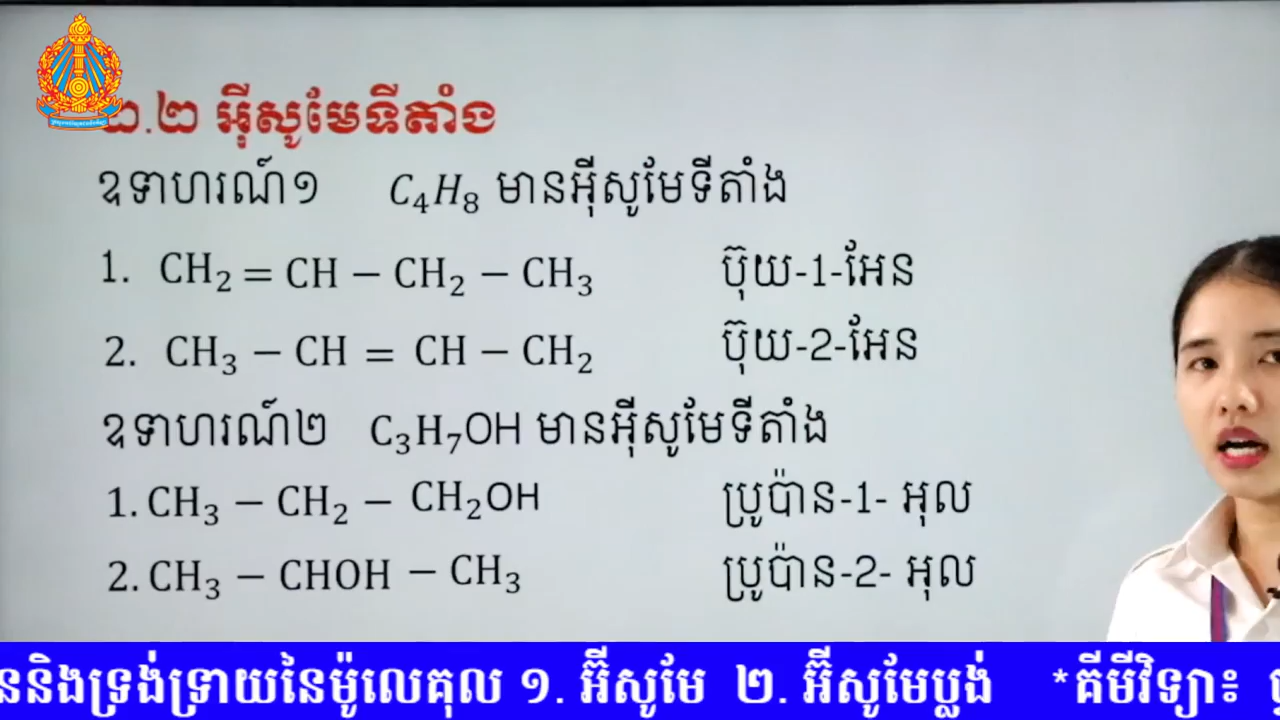 ង.២ អ៊ីសូមែទីតាំង
ឧទាហរណ៍១ C₄H₈ មានអ៊ីសូមែទីតាំង
1. CH₂ = CH − CH₂ − CH₃ ប៊ុយ-1-អែន
2. CH₃ − CH = CH − CH₂ ប៊ុយ-2-អែន
ឧទាហរណ៍២ C₃H₇OH មានអ៊ីសូមែទីតាំង
1. CH₃ − CH₂ − CH₂OH ប្រូប៉ាន-1- អុល
2. CH₃ − CHOH − CH₃ ប្រូប៉ាន-2- អុល
និងទ្រង់ទ្រាយនៃម៉ូលេគុល ១. អ៊ីសូមែ ២. អ៊ីសូមែប្លង់ *គីមីវិទ្យា៖